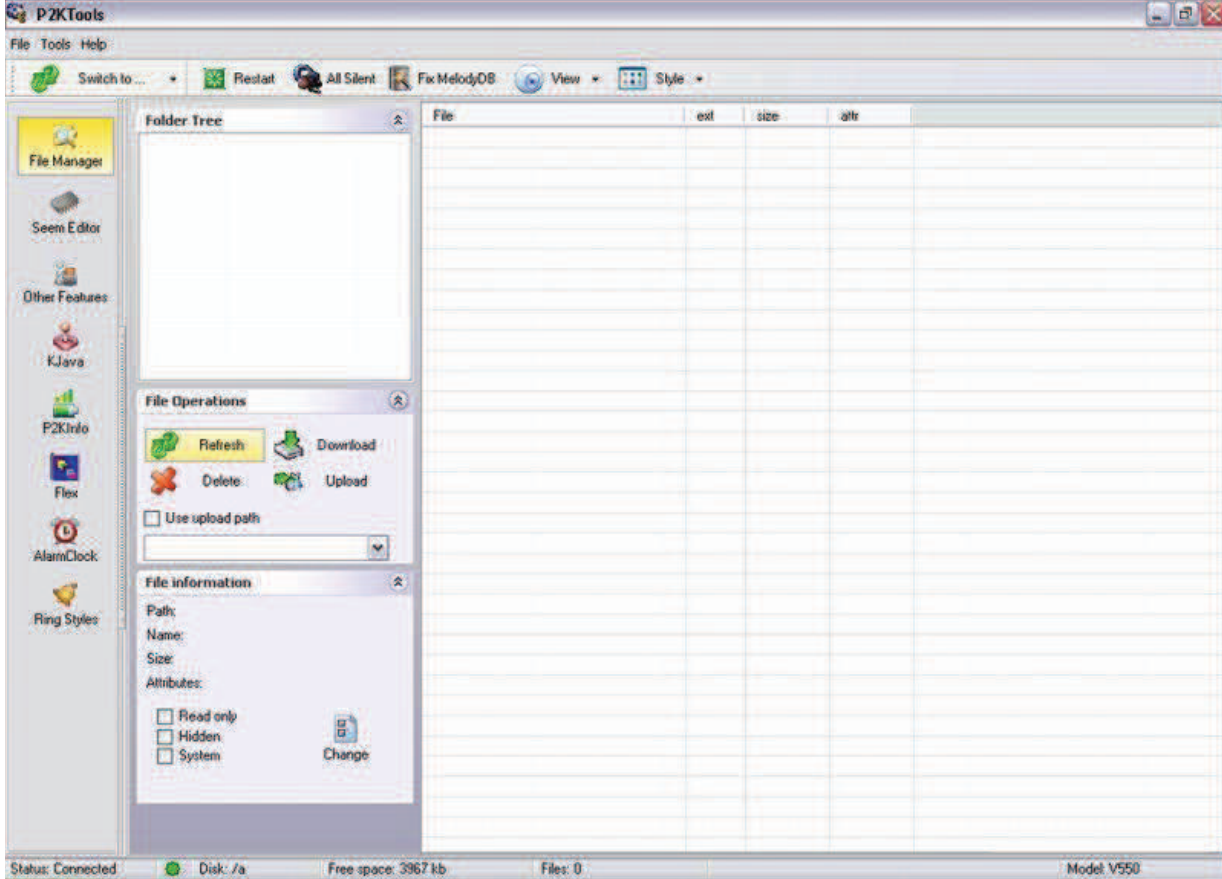 P2KTools
File Tools Help
Switch to ... Restart All Silent Fix MelodyDB View Style
File Manager
Seem Editor
Other Features
KJava
P2KInfo
Flex
AlarmClock
Ring Styles
Folder Tree
File Operations
Refresh Download
Delete Upload
Use upload path
File information
Path:
Name:
Size:
Attributes:
Read only
Hidden
System
Change
File ext size attr
Status: Connected Disk: /a Free space: 3967 kb Files: 0 Model: V550